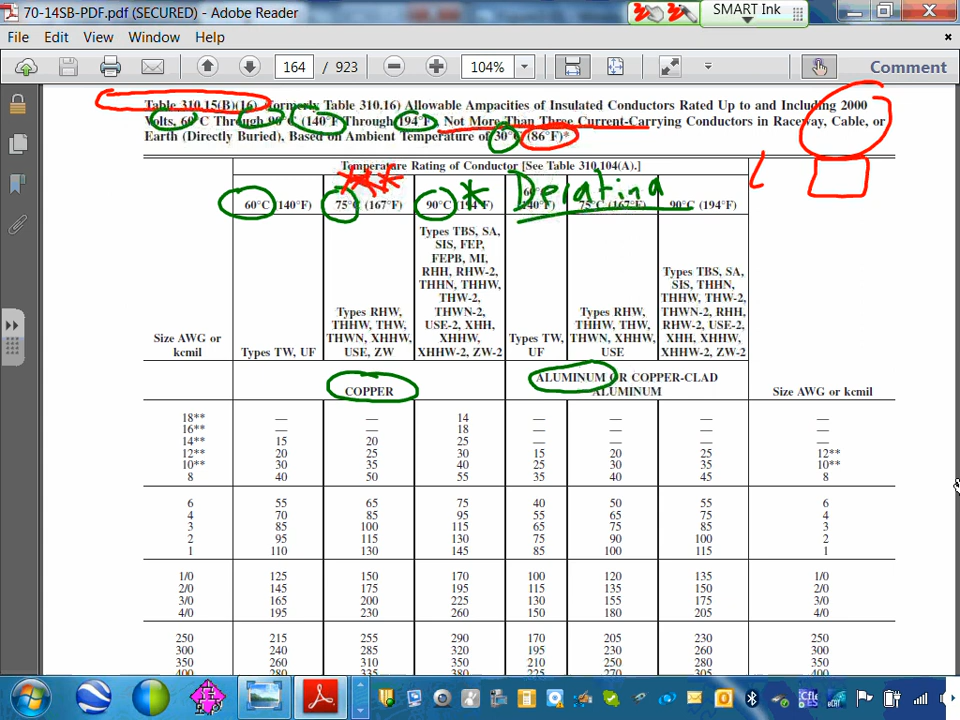 70-14SB-PDF.pdf (SECURED) - Adobe Reader
SMART Ink
File Edit View Window Help
164 / 923 104% Comment
Table 310.15(B)(16) (formerly Table 310.16) Allowable Ampacities of Insulated Conductors Rated Up to and Including 2000
Volts, 60°C Through 90°C (140°F Through 194°F), Not More Than Three Current-Carrying Conductors in Raceway, Cable, or
Earth (Directly Buried), Based on Ambient Temperature of 30°C (86°F)*
Temperature Rating of Conductor [See Table 310.104(A).]
Derating
60°C (140°F) 75°C (167°F) 90°C (194°F) 140°F) 75°C (167°F) 90°C (194°F)
Size AWG or
kcmil
Types TW, UF
Types RHW,
THHW, THW,
THWN, XHHW,
USE, ZW
Types TBS, SA,
SIS, FEP,
FEPB, MI,
RHH, RHW-2,
THHN, THHW,
THW-2,
THWN-2,
USE-2, XHH,
XHHW,
XHHW-2, ZW-2
Types TW,
UF
Types RHW,
THHW, THW,
THWN, XHHW,
USE
Types TBS, SA,
SIS, THHN,
THHW, THW-2,
THWN-2, RHH,
RHW-2, USE-2,
XHH, XHHW,
XHHW-2, ZW-2
COPPER
ALUMINUM OR COPPER-CLAD
ALUMINUM
Size AWG or kcmil
18** — — 14 — — — —
16** — — 18 — — — —
14** 15 20 25 — — — —
12** 20 25 30 15 20 25 12**
10** 30 35 40 25 30 35 10**
8 40 50 55 35 40 45 8
6 55 65 75 40 50 55 6
4 70 85 95 55 65 75 4
3 85 100 115 65 75 85 3
2 95 115 130 75 90 100 2
1 110 130 145 85 100 115 1
1/0 125 150 170 100 120 135 1/0
2/0 145 175 195 115 135 150 2/0
3/0 165 200 225 130 155 175 3/0
4/0 195 230 260 150 180 205 4/0
250 215 255 290 170 205 230 250
300 240 285 320 195 230 260 300
350 260 310 350 210 250 280 350
400 280 335 380 225 270 305 400